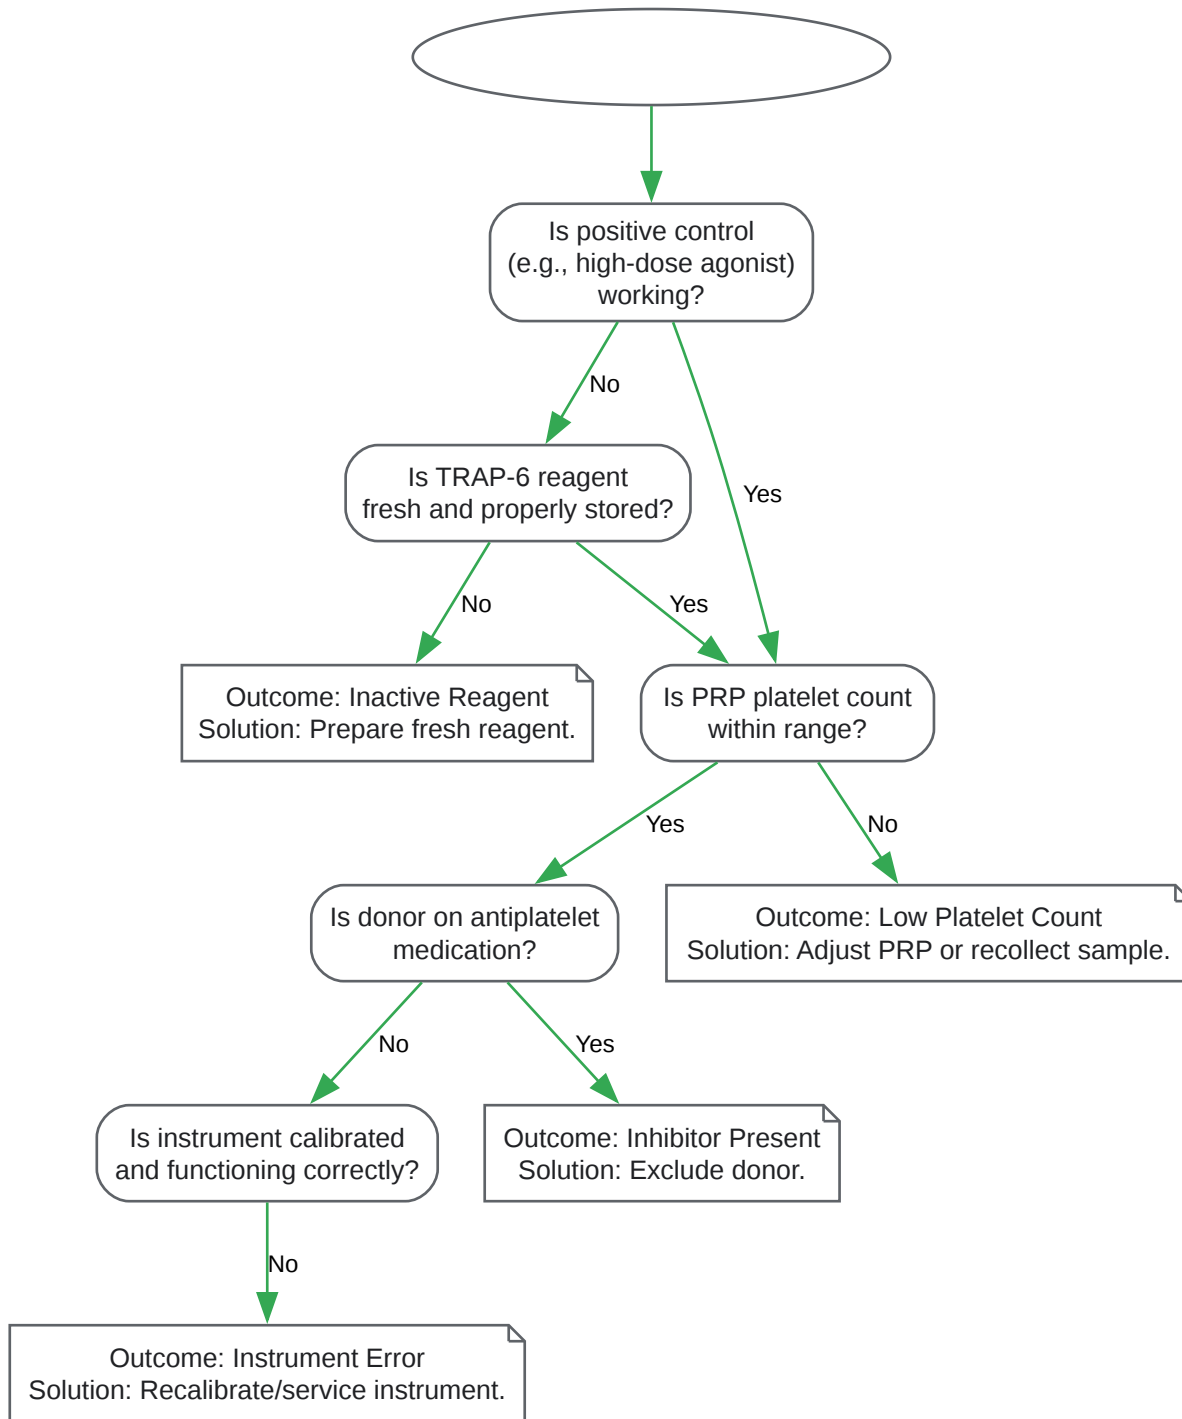 Is positive control
(e.g., high-dose agonist)
working?
No
Yes
Is TRAP-6 reagent
fresh and properly stored?
No
Yes
Outcome: Inactive Reagent
Solution: Prepare fresh reagent.
Is PRP platelet count
within range?
Yes
No
Is donor on antiplatelet
medication?
Outcome: Low Platelet Count
Solution: Adjust PRP or recollect sample.
No
Yes
Is instrument calibrated
and functioning correctly?
Outcome: Inhibitor Present
Solution: Exclude donor.
No
Outcome: Instrument Error
Solution: Recalibrate/service instrument.